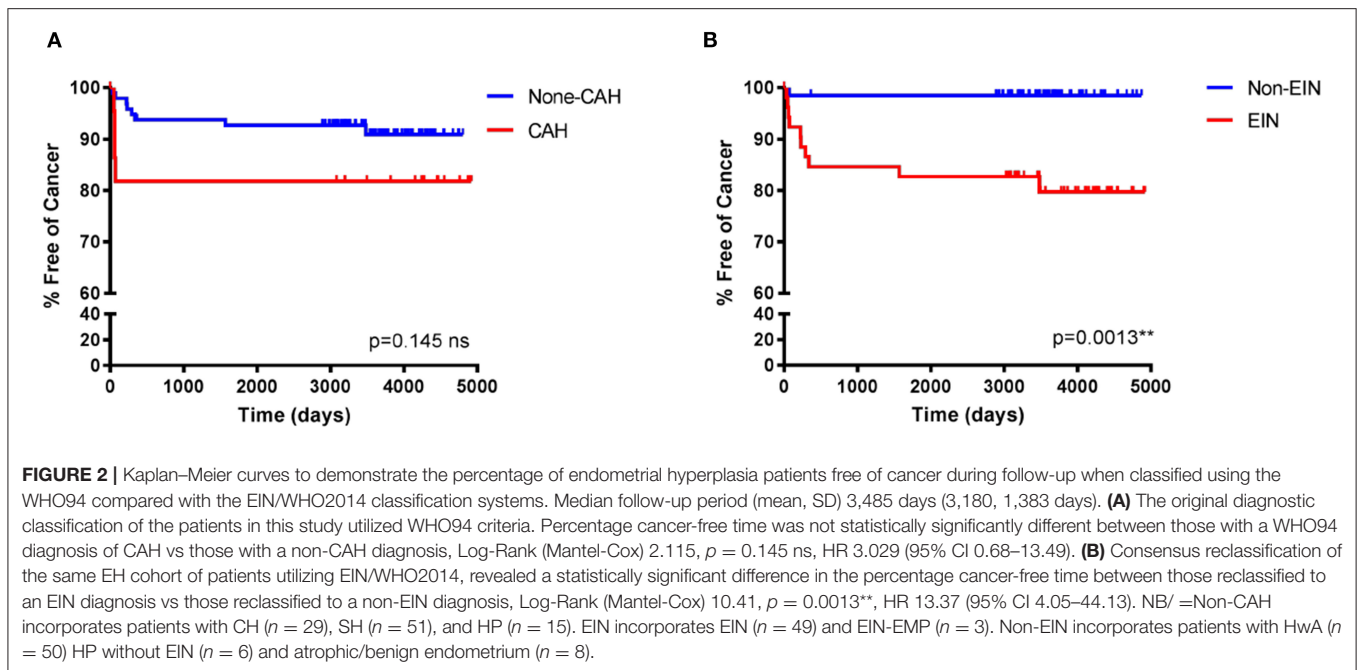 A
B
100
90
80
70
60
40
20
0
% Free of Cancer
None-CAH
CAH
p=0.145 ns
0 1000 2000 3000 4000 5000
Time (days)
100
90
80
70
60
40
20
0
% Free of Cancer
Non-EIN
EIN
p=0.0013**
0 1000 2000 3000 4000 5000
Time (days)
FIGURE 2 | Kaplan–Meier curves to demonstrate the percentage of endometrial hyperplasia patients free of cancer during follow-up when classified using the
WHO94 compared with the EIN/WHO2014 classification systems. Median follow-up period (mean, SD) 3,485 days (3,180, 1,383 days). (A) The original diagnostic
classification of the patients in this study utilized WHO94 criteria. Percentage cancer-free time was not statistically significantly different between those with a WHO94
diagnosis of CAH vs those with a non-CAH diagnosis, Log-Rank (Mantel-Cox) 2.115, p = 0.145 ns, HR 3.029 (95% CI 0.68–13.49). (B) Consensus reclassification of
the same EH cohort of patients utilizing EIN/WHO2014, revealed a statistically significant difference in the percentage cancer-free time between those reclassified to
an EIN diagnosis vs those reclassified to a non-EIN diagnosis, Log-Rank (Mantel-Cox) 10.41, p = 0.0013**, HR 13.37 (95% CI 4.05–44.13). NB/ =Non-CAH
incorporates patients with CH (n = 29), SH (n = 51), and HP (n = 15). EIN incorporates EIN (n = 49) and EIN-EMP (n = 3). Non-EIN incorporates patients with HwA (n
= 50) HP without EIN (n = 6) and atrophic/benign endometrium (n = 8).